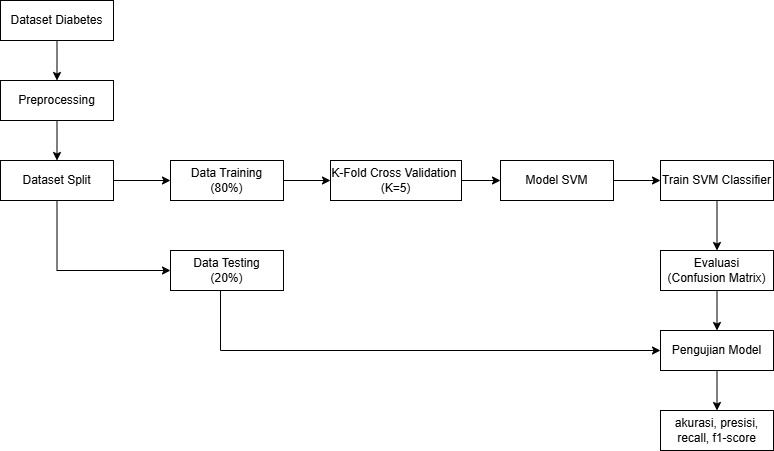 Dataset Diabetes
Preprocessing
Dataset Split
Data Training
(80%)
K-Fold Cross Validation
(K=5)
Model SVM
Train SVM Classifier
Data Testing
(20%)
Evaluasi
(Confusion Matrix)
Pengujian Model
akurasi, presisi,
recall, f1-score